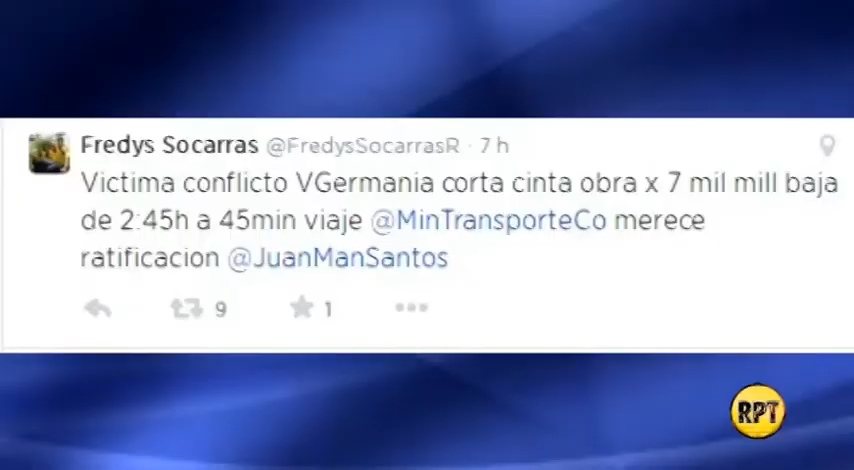 Fredys Socarras @FredysSocarrasR · 7 h
Victima conflicto VGermania corta cinta obra x 7 mil mill baja
de 2:45h a 45min viaje @MinTransporteCo merece
ratificacion @JuanManSantos
9 1
RPT